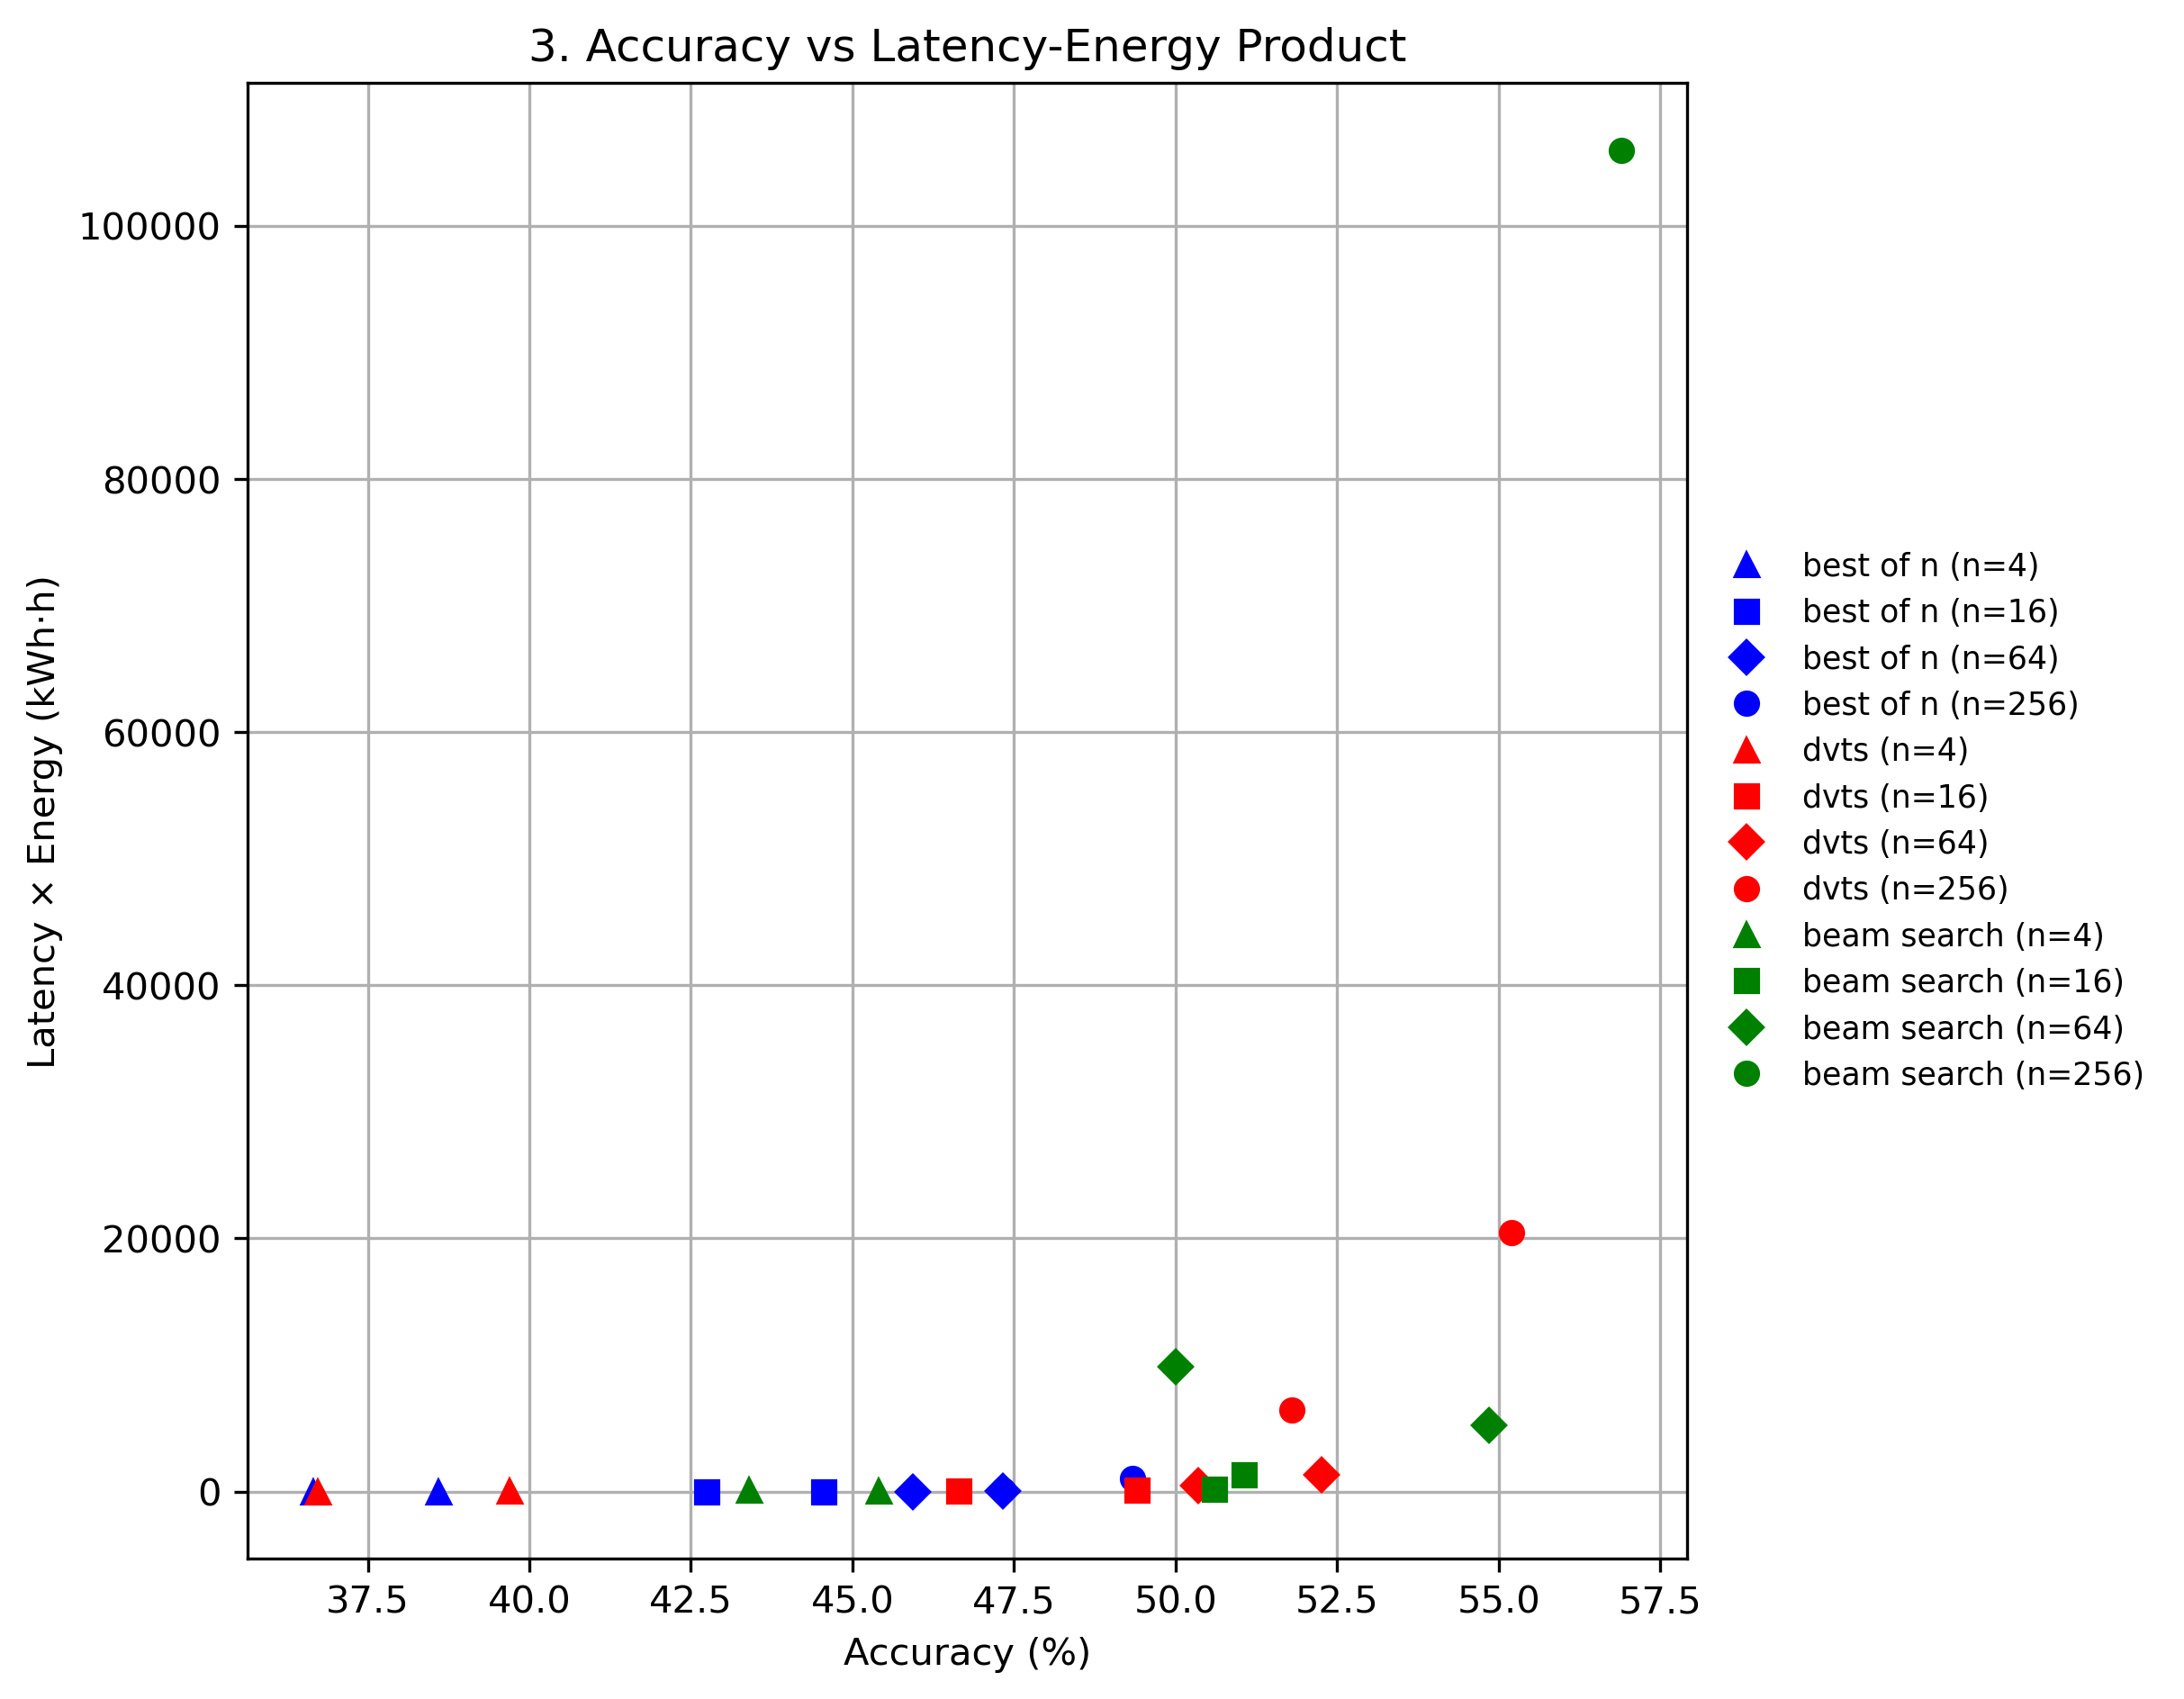 3. Accuracy vs Latency-Energy Product
Latency × Energy (kWh·h)
100000
80000
60000
40000
20000
0
37.5 40.0 42.5 45.0 47.5 50.0 52.5 55.0 57.5
Accuracy (%)
best of n (n=4)
best of n (n=16)
best of n (n=64)
best of n (n=256)
dvts (n=4)
dvts (n=16)
dvts (n=64)
dvts (n=256)
beam search (n=4)
beam search (n=16)
beam search (n=64)
beam search (n=256)